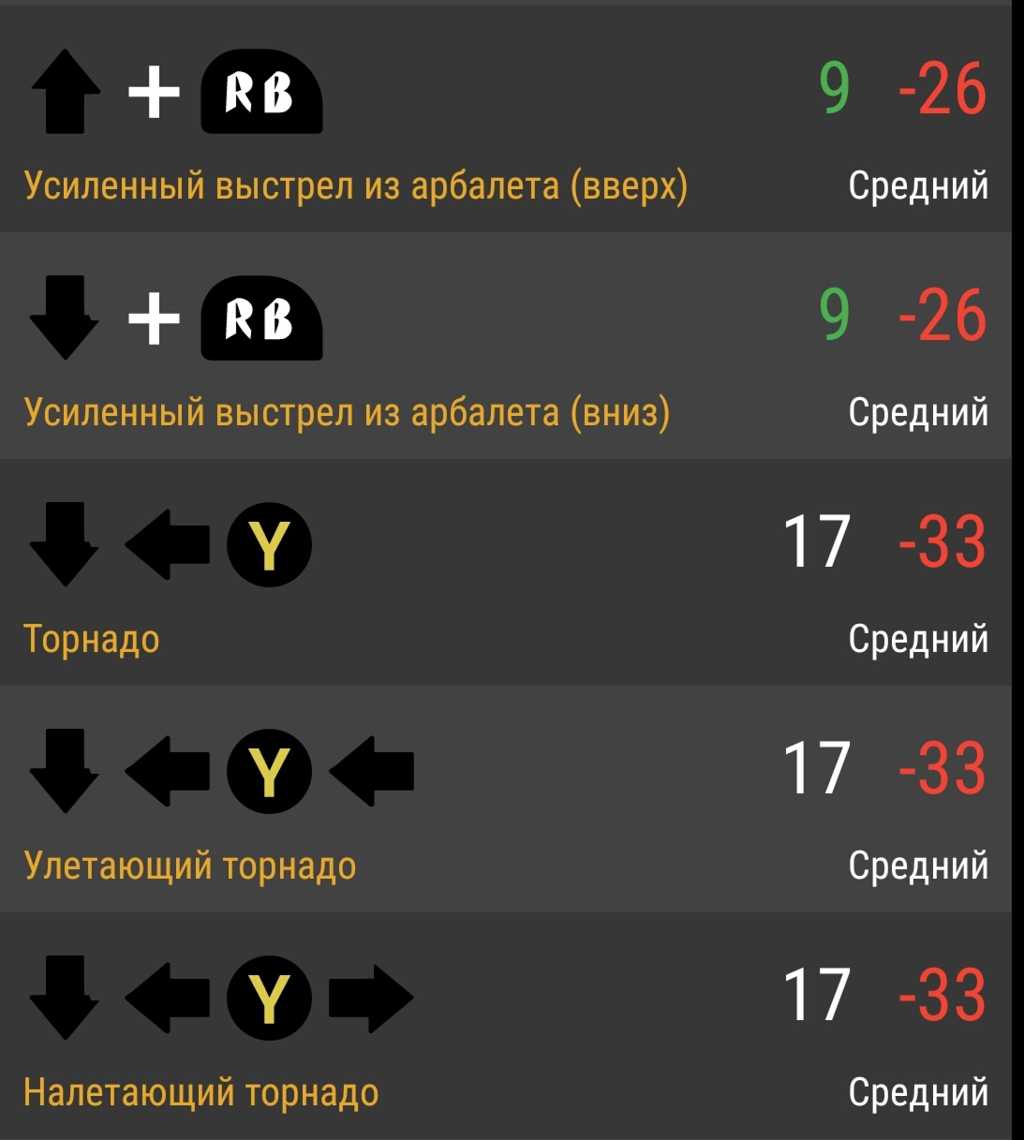 + RB 9 -26
Усиленный выстрел из арбалета (вверх) Средний
+ RB 9 -26
Усиленный выстрел из арбалета (вниз) Средний
Y 17 -33
Торнадо Средний
Y 17 -33
Улетающий торнадо Средний
Y 17 -33
Налетающий торнадо Средний